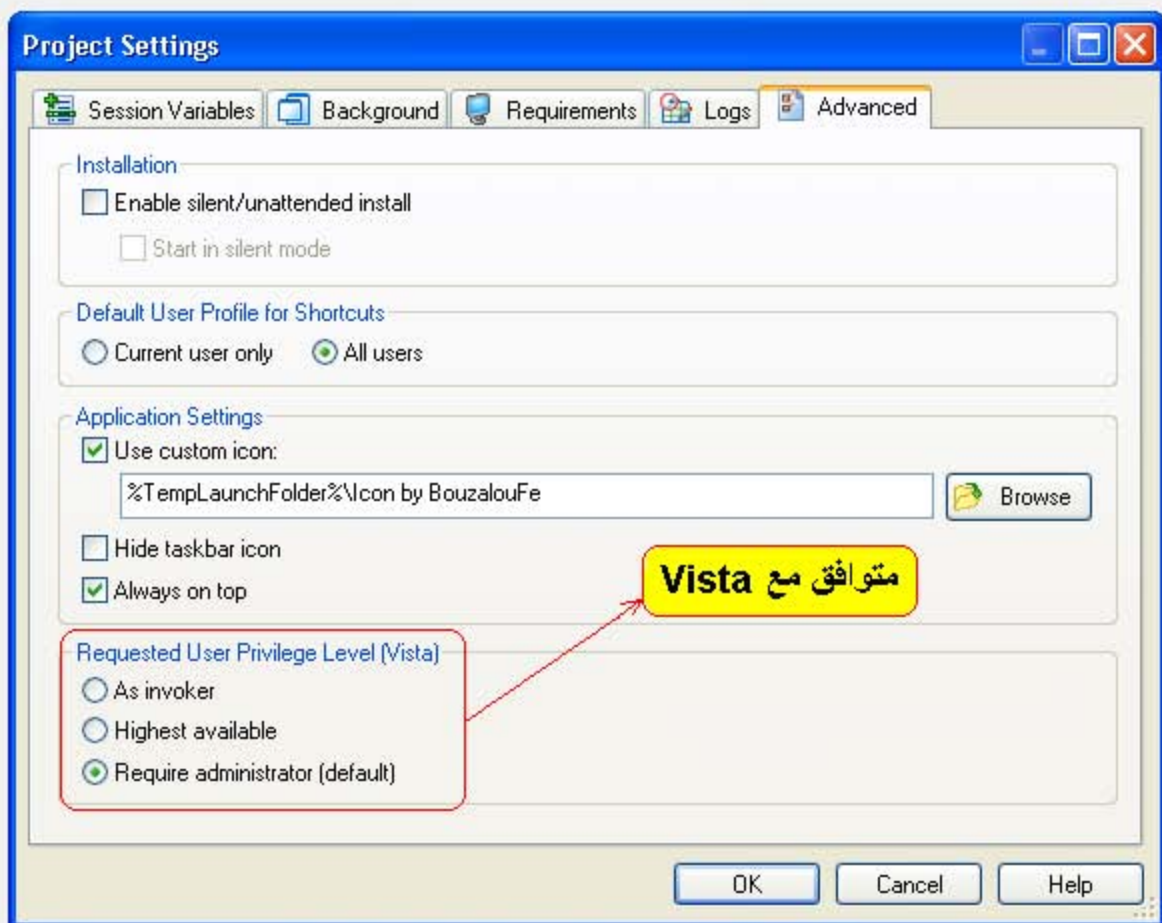 Project Settings
Session Variables Background Requirements Logs Advanced
Installation
Enable silent/unattended install
Start in silent mode
Default User Profile for Shortcuts
Current user only All users
Application Settings
Use custom icon:
%TempLaunchFolder%\Icon by BouzalouFe
Browse
Hide taskbar icon
Always on top
متوافق مع Vista
Requested User Privilege Level (Vista)
As invoker
Highest available
Require administrator (default)
OK Cancel Help